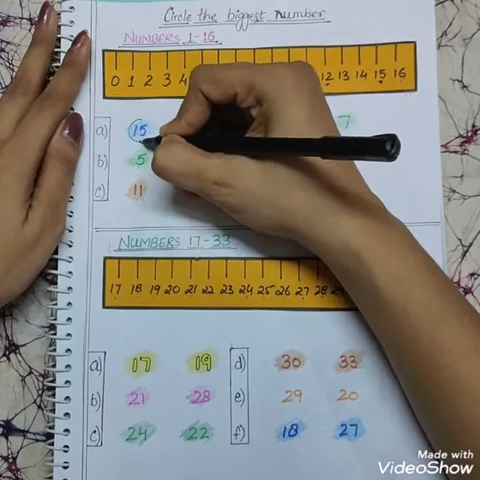 Circle the biggest number
NUMBERS 1-16
0 1 2 3 4 12 13 14 15 16
a) 15 7
b) 5
c) 11
NUMBERS 17-33
17 18 19 20 21 22 23 24 25 26 27 28
a) 17 19 d) 30 33
b) 21 28 e) 29 20
c) 24 22 f) 18 27
Made with
VideoShow